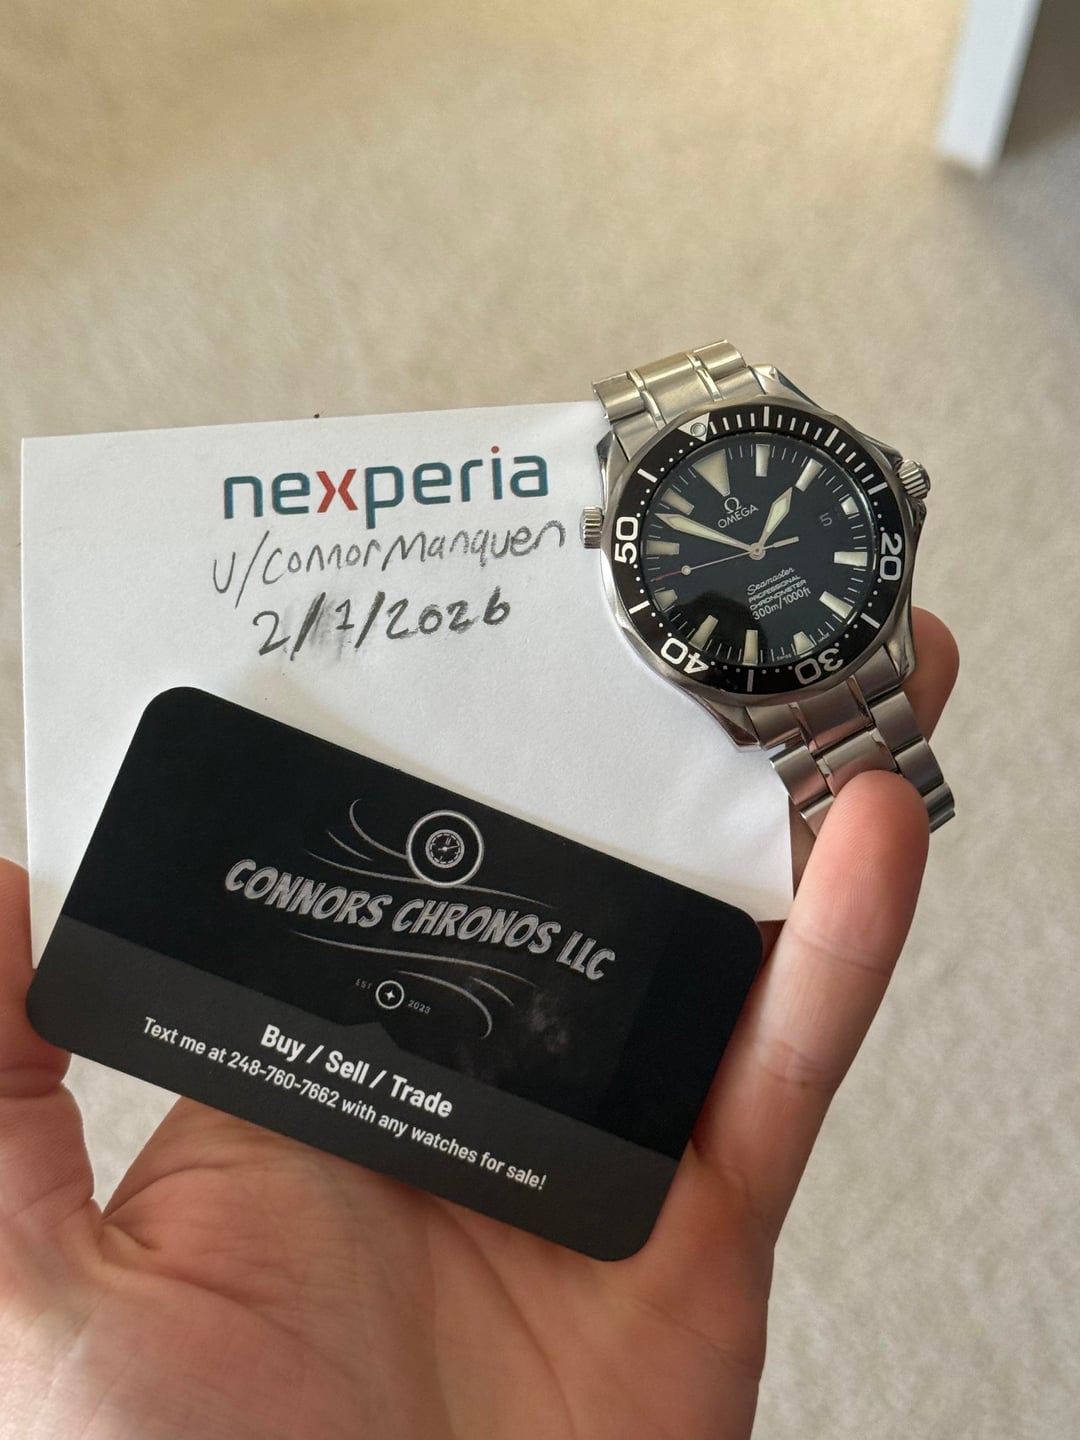 nexperia
u/connormanquen
2/7/2026
Ω
OMEGA
5
Seamaster
PROFESSIONAL
CHRONOMETER
300m/1000ft
50
20
40
30
CONNORS CHRONOS LLC
EST 2023
Buy / Sell / Trade
Text me at 248-760-7662 with any watches for sale!